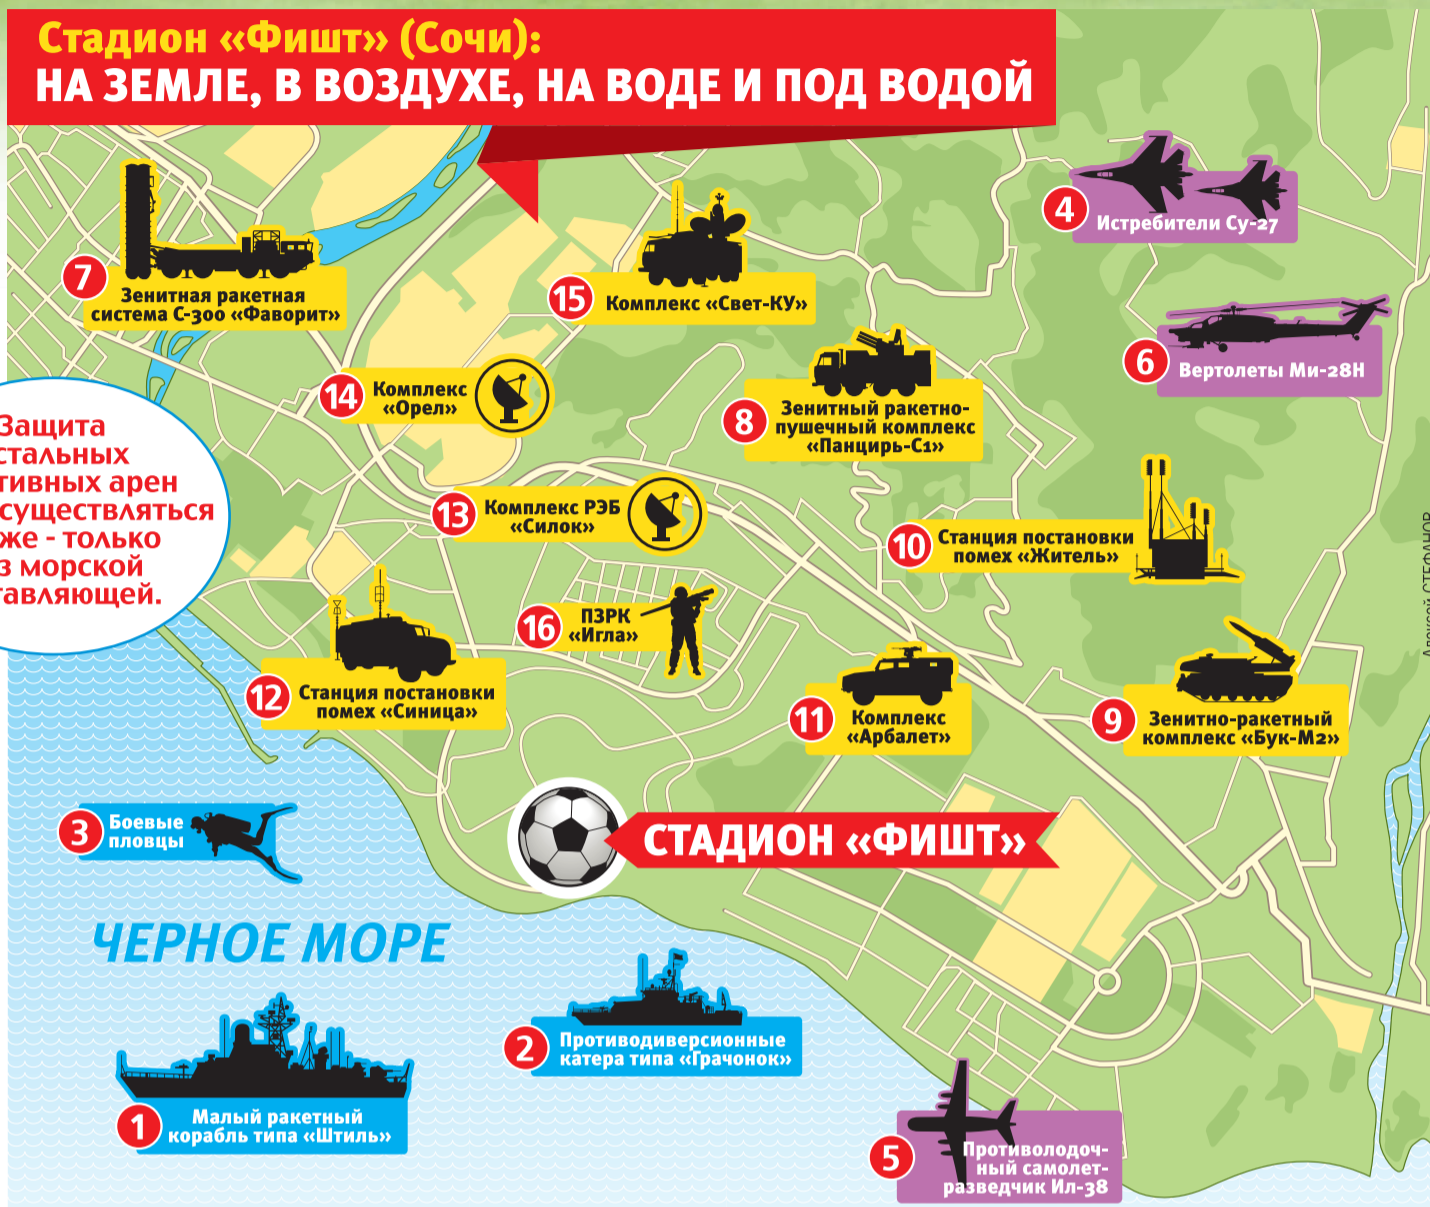 Стадион «Фишт» (Сочи):
НА ЗЕМЛЕ, В ВОЗДУХЕ, НА ВОДЕ И ПОД ВОДОЙ
4
Истребители Су-27
7
Зенитная ракетная
система С-300 «Фаворит»
15
Комплекс «Свет-КУ»
6
Вертолеты Ми-28Н
14
Комплекс
«Орел»
8
Зенитный ракетно-
пушечный комплекс
«Панцирь-С1»
Защита
стальных
тивных арен
существляться
же - только
з морской
тавляющей.
13
Комплекс РЭБ
«Силок»
10
Станция постановки
помех «Житель»
Алексей СТЕФАНОВ
16
ПЗРК
«Игла»
12
Станция постановки
помех «Синица»
11
Комплекс
«Арбалет»
9
Зенитно-ракетный
комплекс «Бук-М2»
3
Боевые
пловцы
СТАДИОН «ФИШТ»
ЧЕРНОЕ МОРЕ
2
Противодиверсионные
катера типа «Грачонок»
1
Малый ракетный
корабль типа «Штиль»
5
Противолодоч-
ный самолет-
разведчик Ил-38